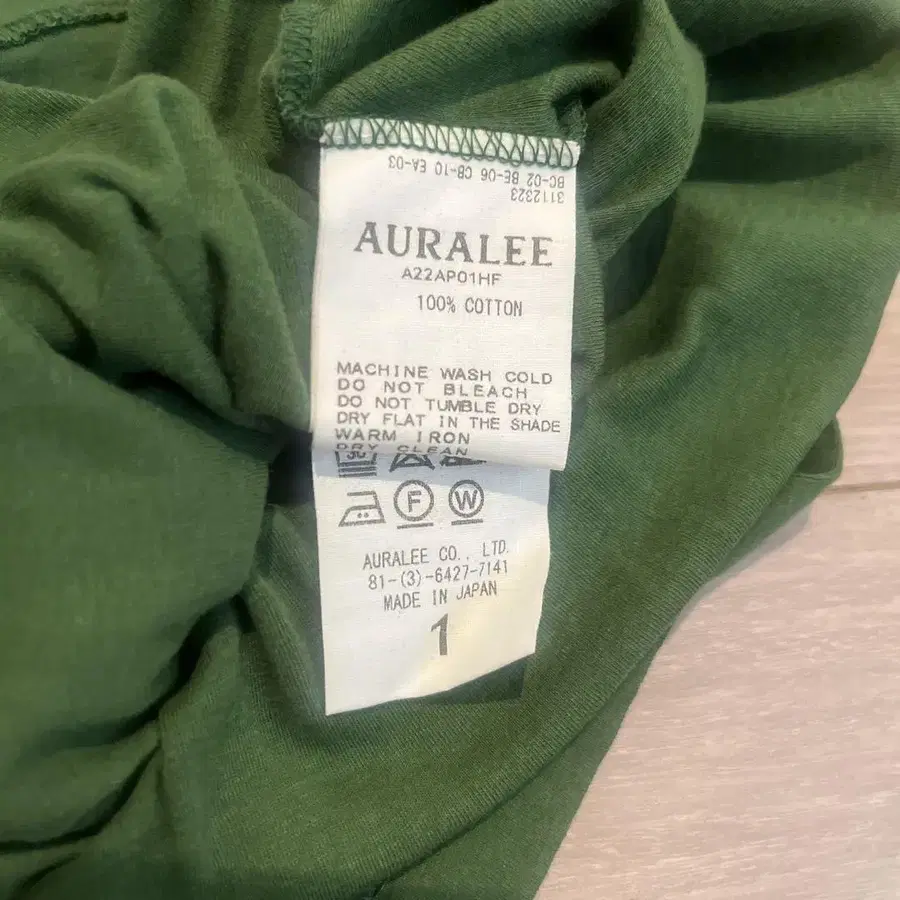 3112323
BC-02 BE-06 CB-10 EA-03
AURALEE
A22AP01HF
100% COTTON
MACHINE WASH COLD
DO NOT BLEACH
DO NOT TUMBLE DRY
DRY FLAT IN THE SHADE
WARM IRON
DRY CLEAN
30
F
W
AURALEE CO., LTD.
81-(3)-6427-7141
MADE IN JAPAN
1